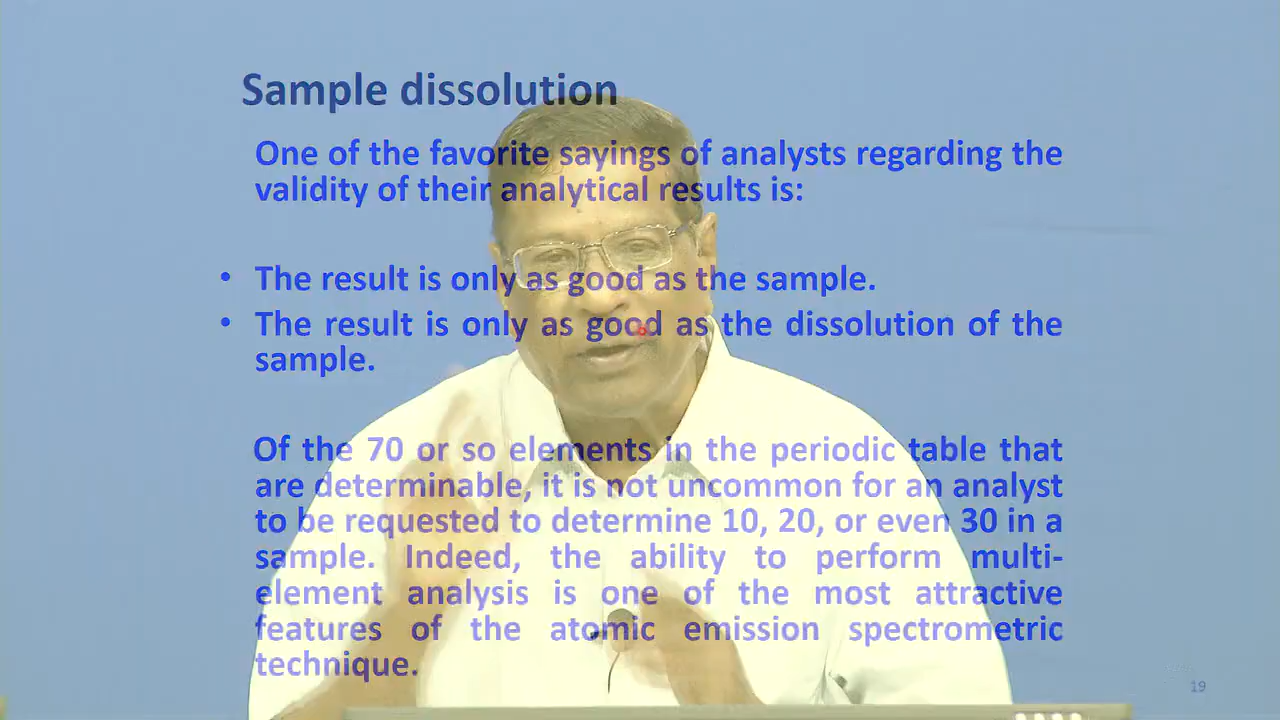 Sample dissolution
One of the favorite sayings of analysts regarding the
validity of their analytical results is:
• The result is only as good as the sample.
• The result is only as good as the dissolution of the
sample.
Of the 70 or so elements in the periodic table that
are determinable, it is not uncommon for an analyst
to be requested to determine 10, 20, or even 30 in a
sample. Indeed, the ability to perform multi-
element analysis is one of the most attractive
features of the atomic emission spectrometric
technique.
19